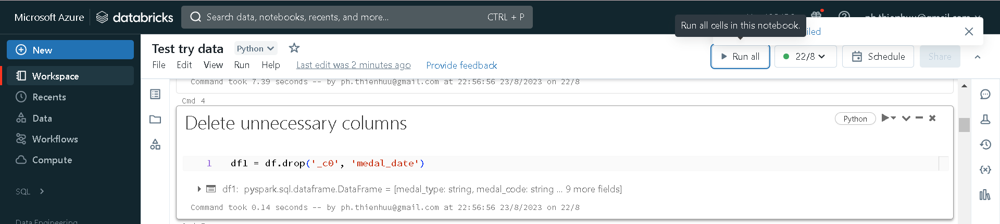 Microsoft Azure
databricks
Search data, notebooks, recents, and more...
CTRL + P
Run all cells in this notebook.
iled
New
Workspace
Recents
Data
Workflows
Compute
SQL
Data Engineering
Test try data
Python
File Edit View Run Help
Last edit was 2 minutes ago
Provide feedback
Run all
22/8
Schedule
Share
Command took 7.39 seconds -- by ph.thienhuu@gmail.com at 22:56:56 23/8/2023 on 22/8
Cmd 4
Delete unnecessary columns
Python
1 df1 = df.drop('_c0', 'medal_date')
df1: pyspark.sql.dataframe.DataFrame = [medal_type: string, medal_code: string ... 9 more fields]
Command took 0.14 seconds -- by ph.thienhuu@gmail.com at 22:56:56 23/8/2023 on 22/8